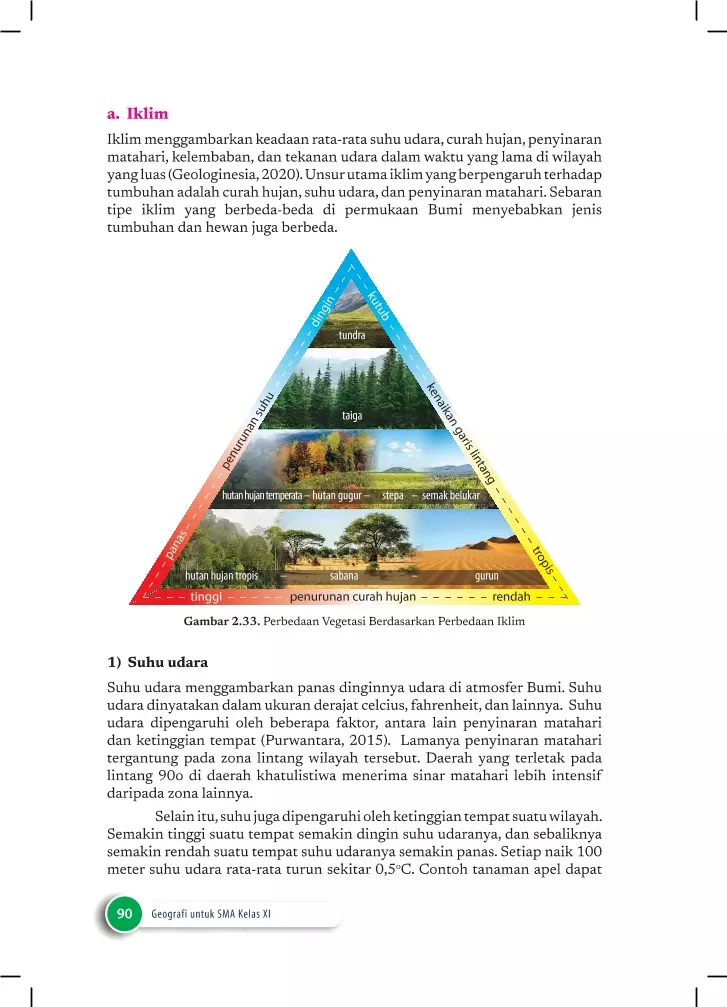 a. Iklim
Iklim menggambarkan keadaan rata-rata suhu udara, curah hujan, penyinaran
matahari, kelembaban, dan tekanan udara dalam waktu yang lama di wilayah
yang luas (Geologinesia, 2020). Unsur utama iklim yang berpengaruh terhadap
tumbuhan adalah curah hujan, suhu udara, dan penyinaran matahari. Sebaran
tipe iklim yang berbeda-beda di permukaan Bumi menyebabkan jenis
tumbuhan dan hewan juga berbeda.
dingin
kutub
tundra
penurunan suhu
kenaikan garis lintang
taiga
hutan hujan temperata – hutan gugur – stepa – semak belukar
panas
tropis
hutan hujan tropis – sabana – gurun
tinggi – – – – – – penurunan curah hujan – – – – – – rendah
Gambar 2.33. Perbedaan Vegetasi Berdasarkan Perbedaan Iklim
1) Suhu udara
Suhu udara menggambarkan panas dinginnya udara di atmosfer Bumi. Suhu
udara dinyatakan dalam ukuran derajat celcius, fahrenheit, dan lainnya. Suhu
udara dipengaruhi oleh beberapa faktor, antara lain penyinaran matahari
dan ketinggian tempat (Purwantara, 2015). Lamanya penyinaran matahari
tergantung pada zona lintang wilayah tersebut. Daerah yang terletak pada
lintang 90o di daerah khatulistiwa menerima sinar matahari lebih intensif
daripada zona lainnya.
Selain itu, suhu juga dipengaruhi oleh ketinggian tempat suatu wilayah.
Semakin tinggi suatu tempat semakin dingin suhu udaranya, dan sebaliknya
semakin rendah suatu tempat suhu udaranya semakin panas. Setiap naik 100
meter suhu udara rata-rata turun sekitar 0,5°C. Contoh tanaman apel dapat
90 Geografi untuk SMA Kelas XI